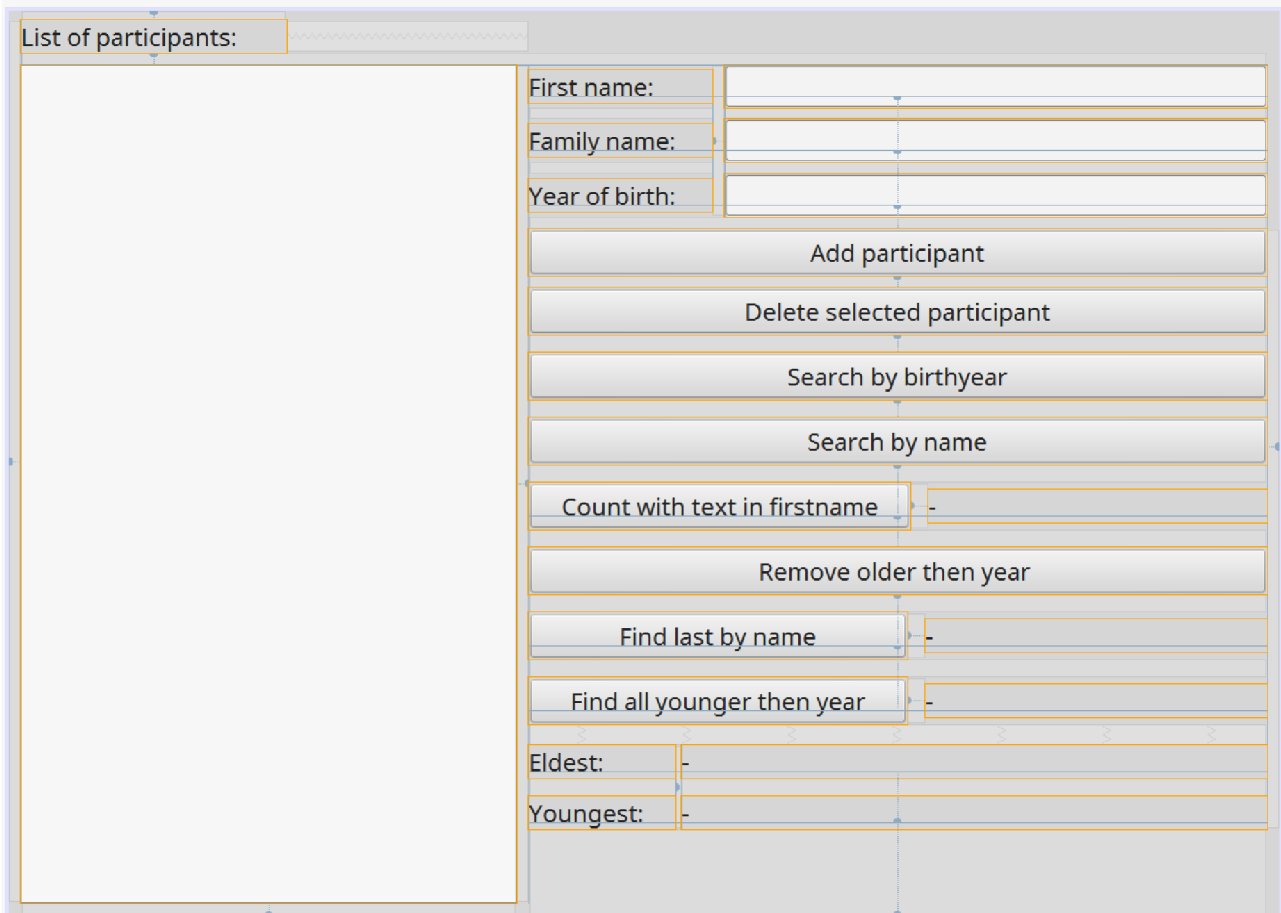 List of participants:
First name:
Family name:
Year of birth:
Add participant
Delete selected participant
Search by birthyear
Search by name
Count with text in firstname -
Remove older then year
Find last by name -
Find all younger then year -
Eldest: -
Youngest: -